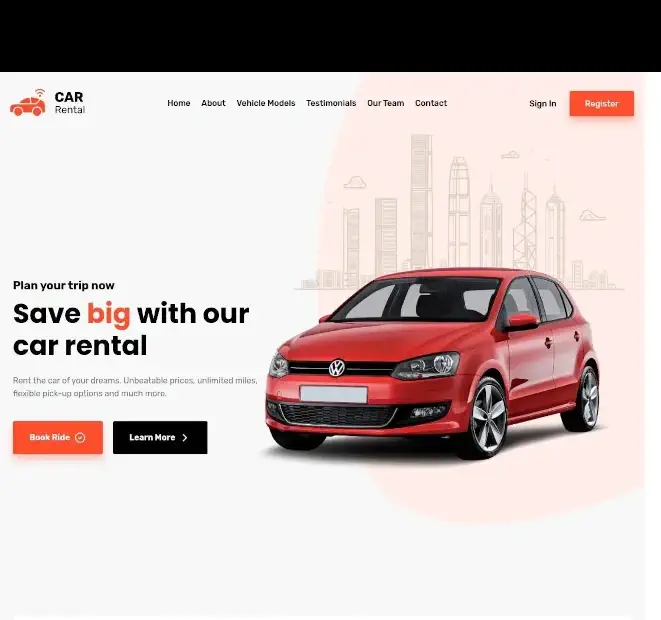 CAR
Rental
Home About Vehicle Models Testimonials Our Team Contact
Sign In Register
Plan your trip now
Save big with our
car rental
Rent the car of your dreams. Unbeatable prices, unlimited miles,
flexible pick-up options and much more.
Book Ride Learn More